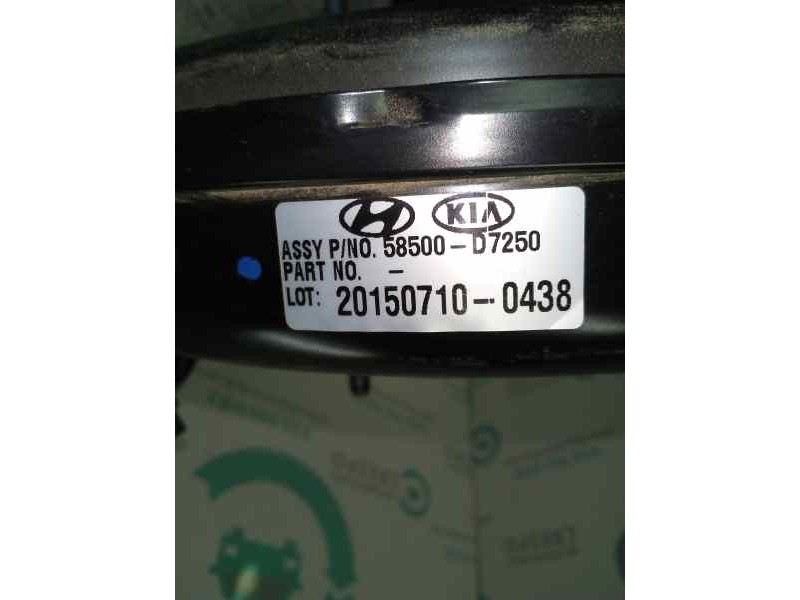 KIA
ASSY P/NO. 58500-D7250
PART NO. -
LOT: 20150710-0438